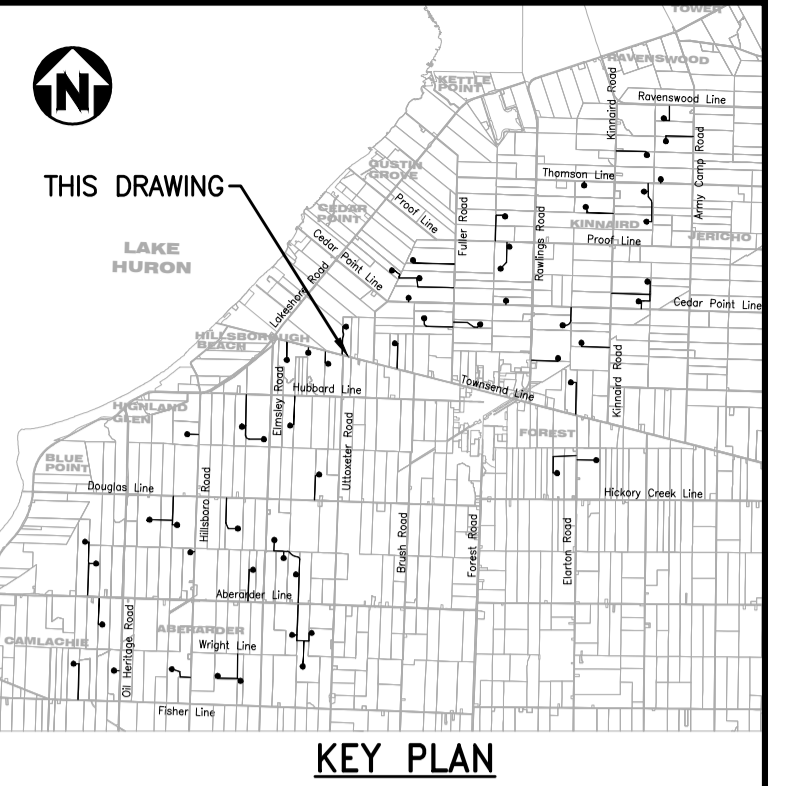 TOWER
RAVENSWOOD
N
KETTLE
POINT
Kinnaird Road
Ravenswood Line
Army Camp Road
THIS DRAWING
GUSTIN
GROVE
Thomson Line
CEDAR
POINT
Proof Line
Fuller Road
Rawlings Road
KINNAIRD
Proof Line
JERICHO
LAKE
HURON
Cedar Point Line
Lakeshore Road
Cedar Point Line
HILLSBOROUGH
BEACH
Elmsley Road
Hubbard Line
Townsend Line
Kinnaird Road
HIGHLAND
GLEN
Uttoxeter Road
FOREST
BLUE
POINT
Douglas Line
Hillsboro Road
Hickory Creek Line
Brush Road
Forest Road
Elarton Road
Aberarder Line
Oil Heritage Road
ABERARDER
CAMLACHIE
Wright Line
Fisher Line
KEY PLAN